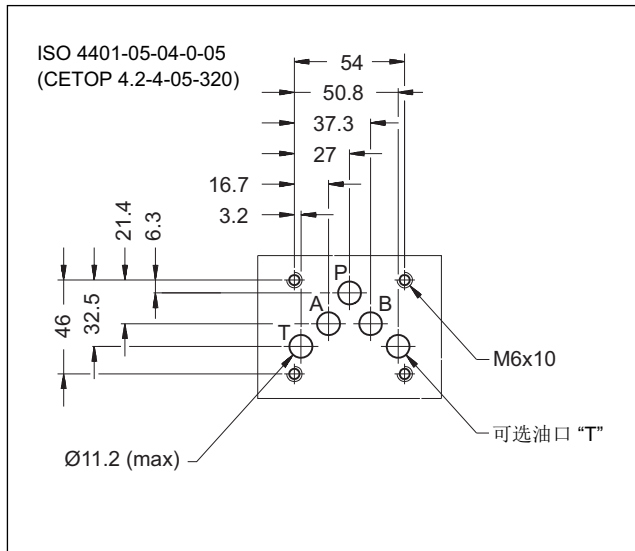 ISO 4401-05-04-0-05
(CETOP 4.2-4-05-320)
54
50.8
37.3
27
16.7
3.2
21.4
6.3
46
32.5
P
A
B
T
M6x10
可选油口 “T”
Ø11.2 (max)